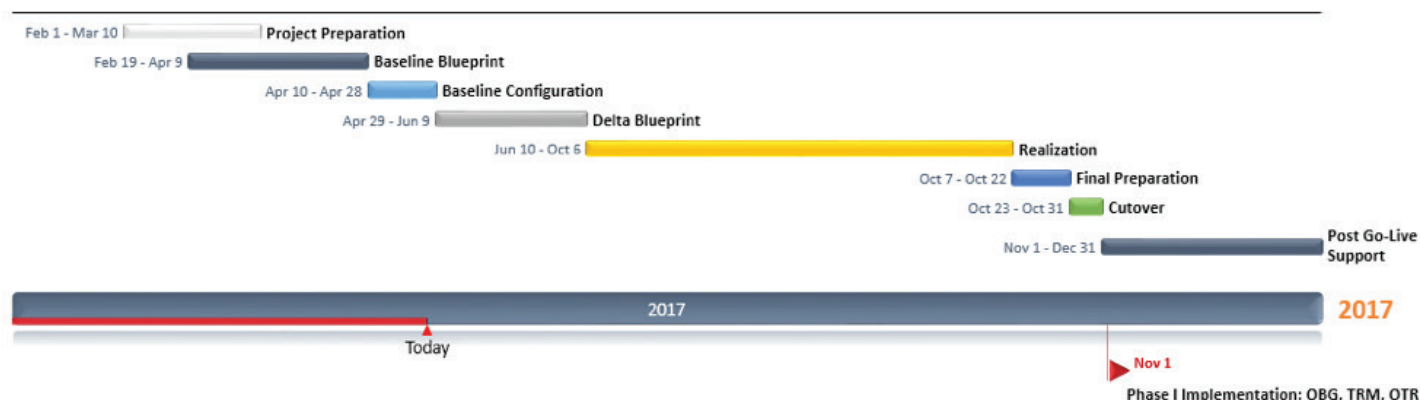 Feb 1 - Mar 10 Project Preparation
Feb 19 - Apr 9 Baseline Blueprint
Apr 10 - Apr 28 Baseline Configuration
Apr 29 - Jun 9 Delta Blueprint
Jun 10 - Oct 6 Realization
Oct 7 - Oct 22 Final Preparation
Oct 23 - Oct 31 Cutover
Nov 1 - Dec 31 Post Go-Live
Support
2017 2017
Today
Nov 1
Phase I Implementation: OBG, TRM, OTR